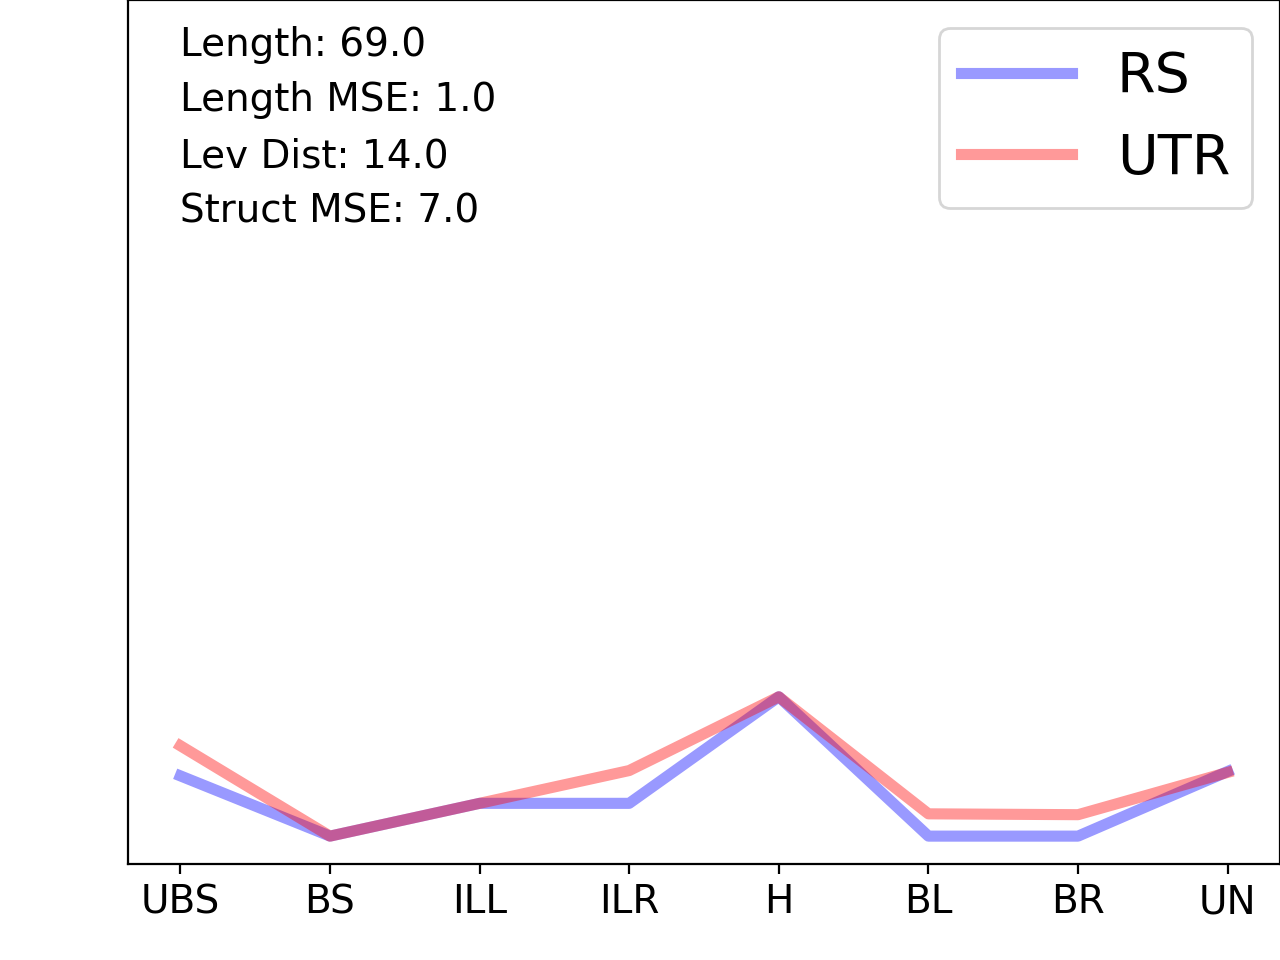 Length: 69.0
Length MSE: 1.0
Lev Dist: 14.0
Struct MSE: 7.0
RS
UTR
UBS BS ILL ILR H BL BR UN